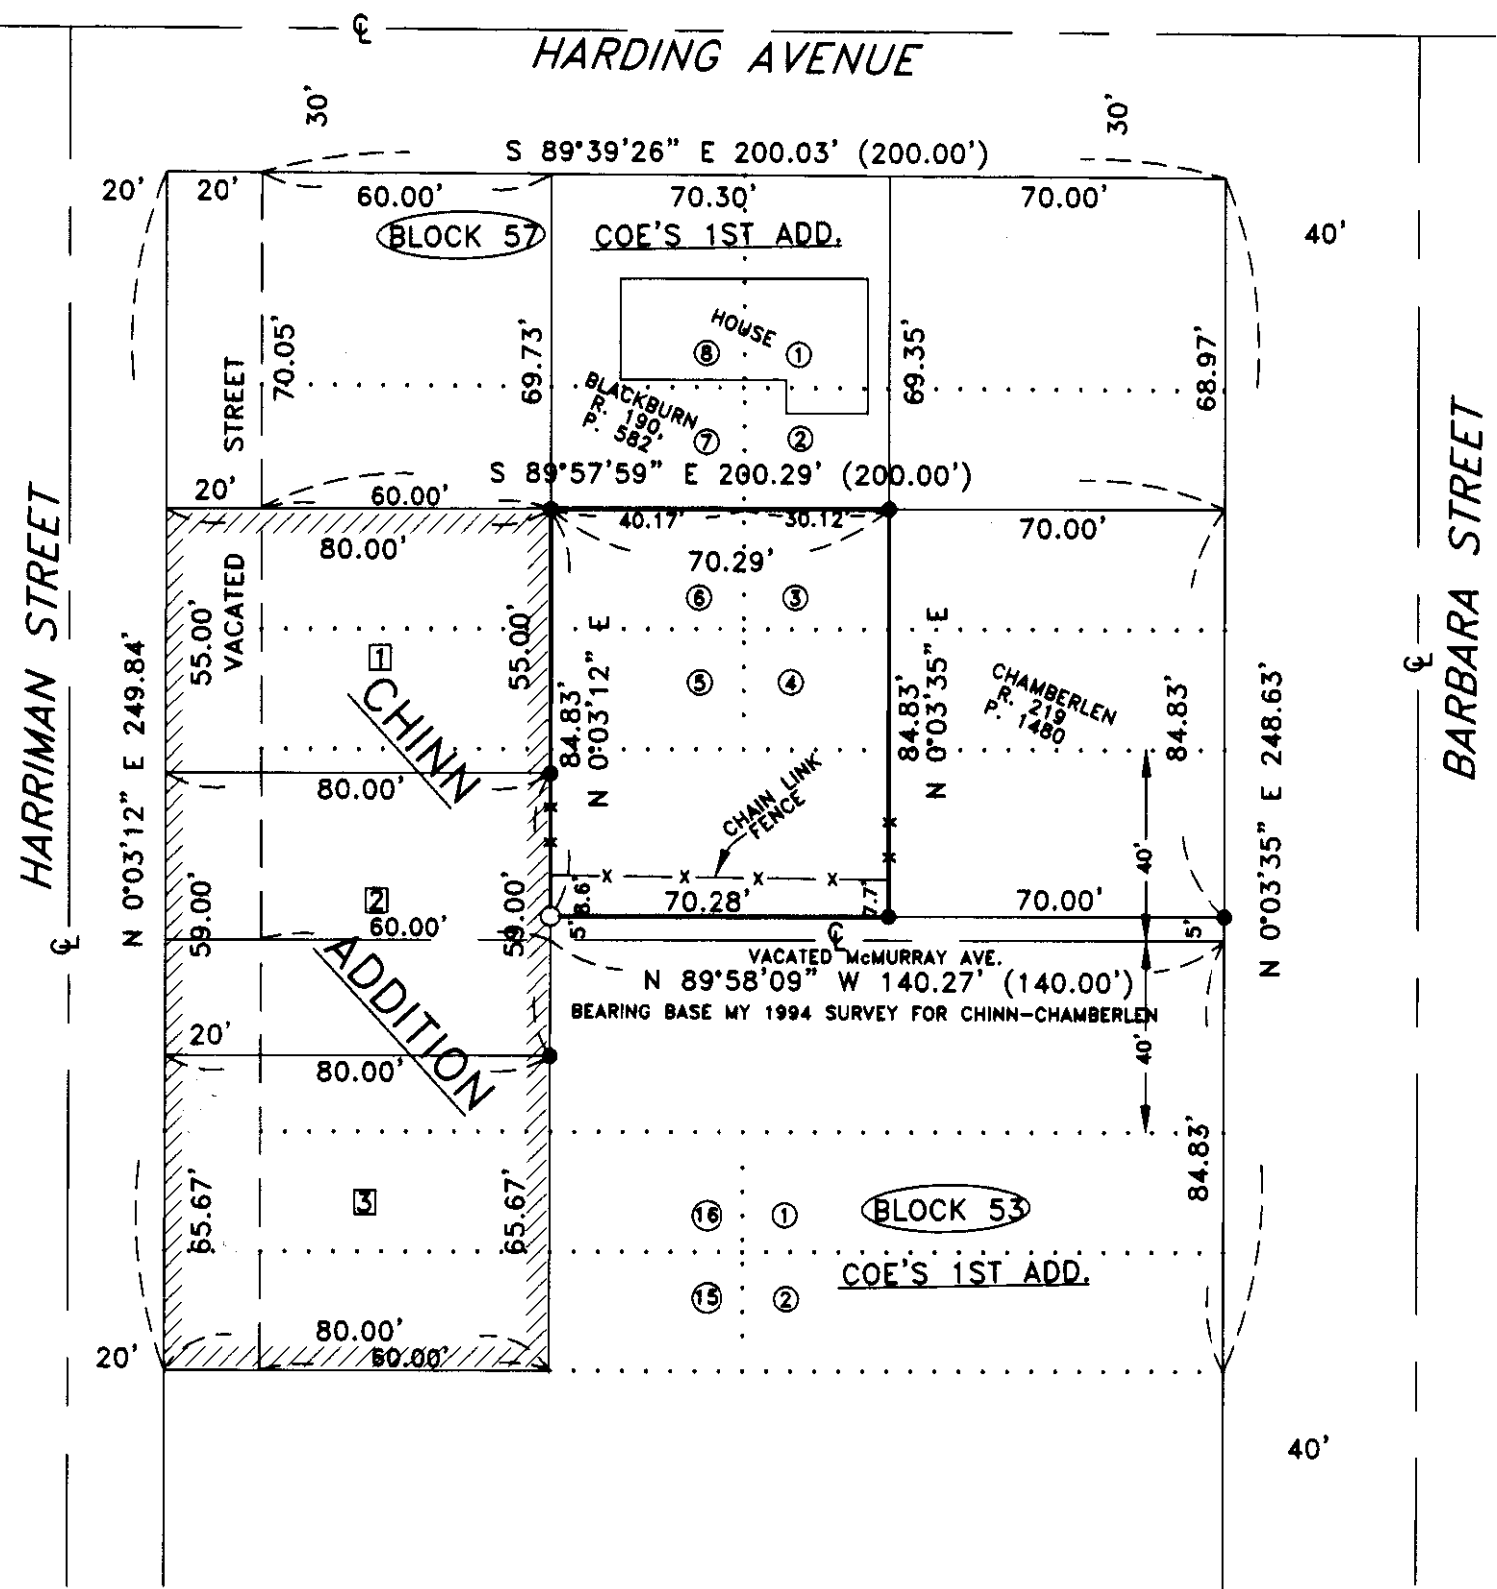 ℄
HARDING AVENUE
30'
30'
S 89°39'26" E 200.03' (200.00')
20'
20'
60.00'
70.30'
70.00'
BLOCK 57
COE'S 1ST ADD.
40'
HOUSE
8
1
70.05'
69.73'
69.35'
68.97'
BLACKBURN
R. 190,
P. 582
7
2
VACATED STREET
S 89°57'59" E 200.29' (200.00')
20'
60.00'
40.17'
30.12'
70.00'
80.00'
70.29'
HARRIMAN STREET
℄
BARBARA STREET
℄
N 0°03'12" E 249.84'
55.00'
55.00'
1
84.83'
N 0°03'12" E
6
3
5
4
84.83'
N 0°03'35" E
CHAMBERLEN
R. 219
P. 1480
84.83'
N 0°03'35" E 248.63'
CHINN
ADDITION
80.00'
CHAIN LINK
FENCE
40'
59.00'
2
59.00'
60.00'
8.6'
70.28'
7.7'
70.00'
5'
5'
℄
VACATED McMURRAY AVE.
N 89°58'09" W 140.27' (140.00')
BEARING BASE MY 1994 SURVEY FOR CHINN-CHAMBERLEN
40'
20'
80.00'
84.83'
65.67'
3
65.67'
16
1
BLOCK 53
COE'S 1ST ADD.
15
2
80.00'
60.00'
20'
40'